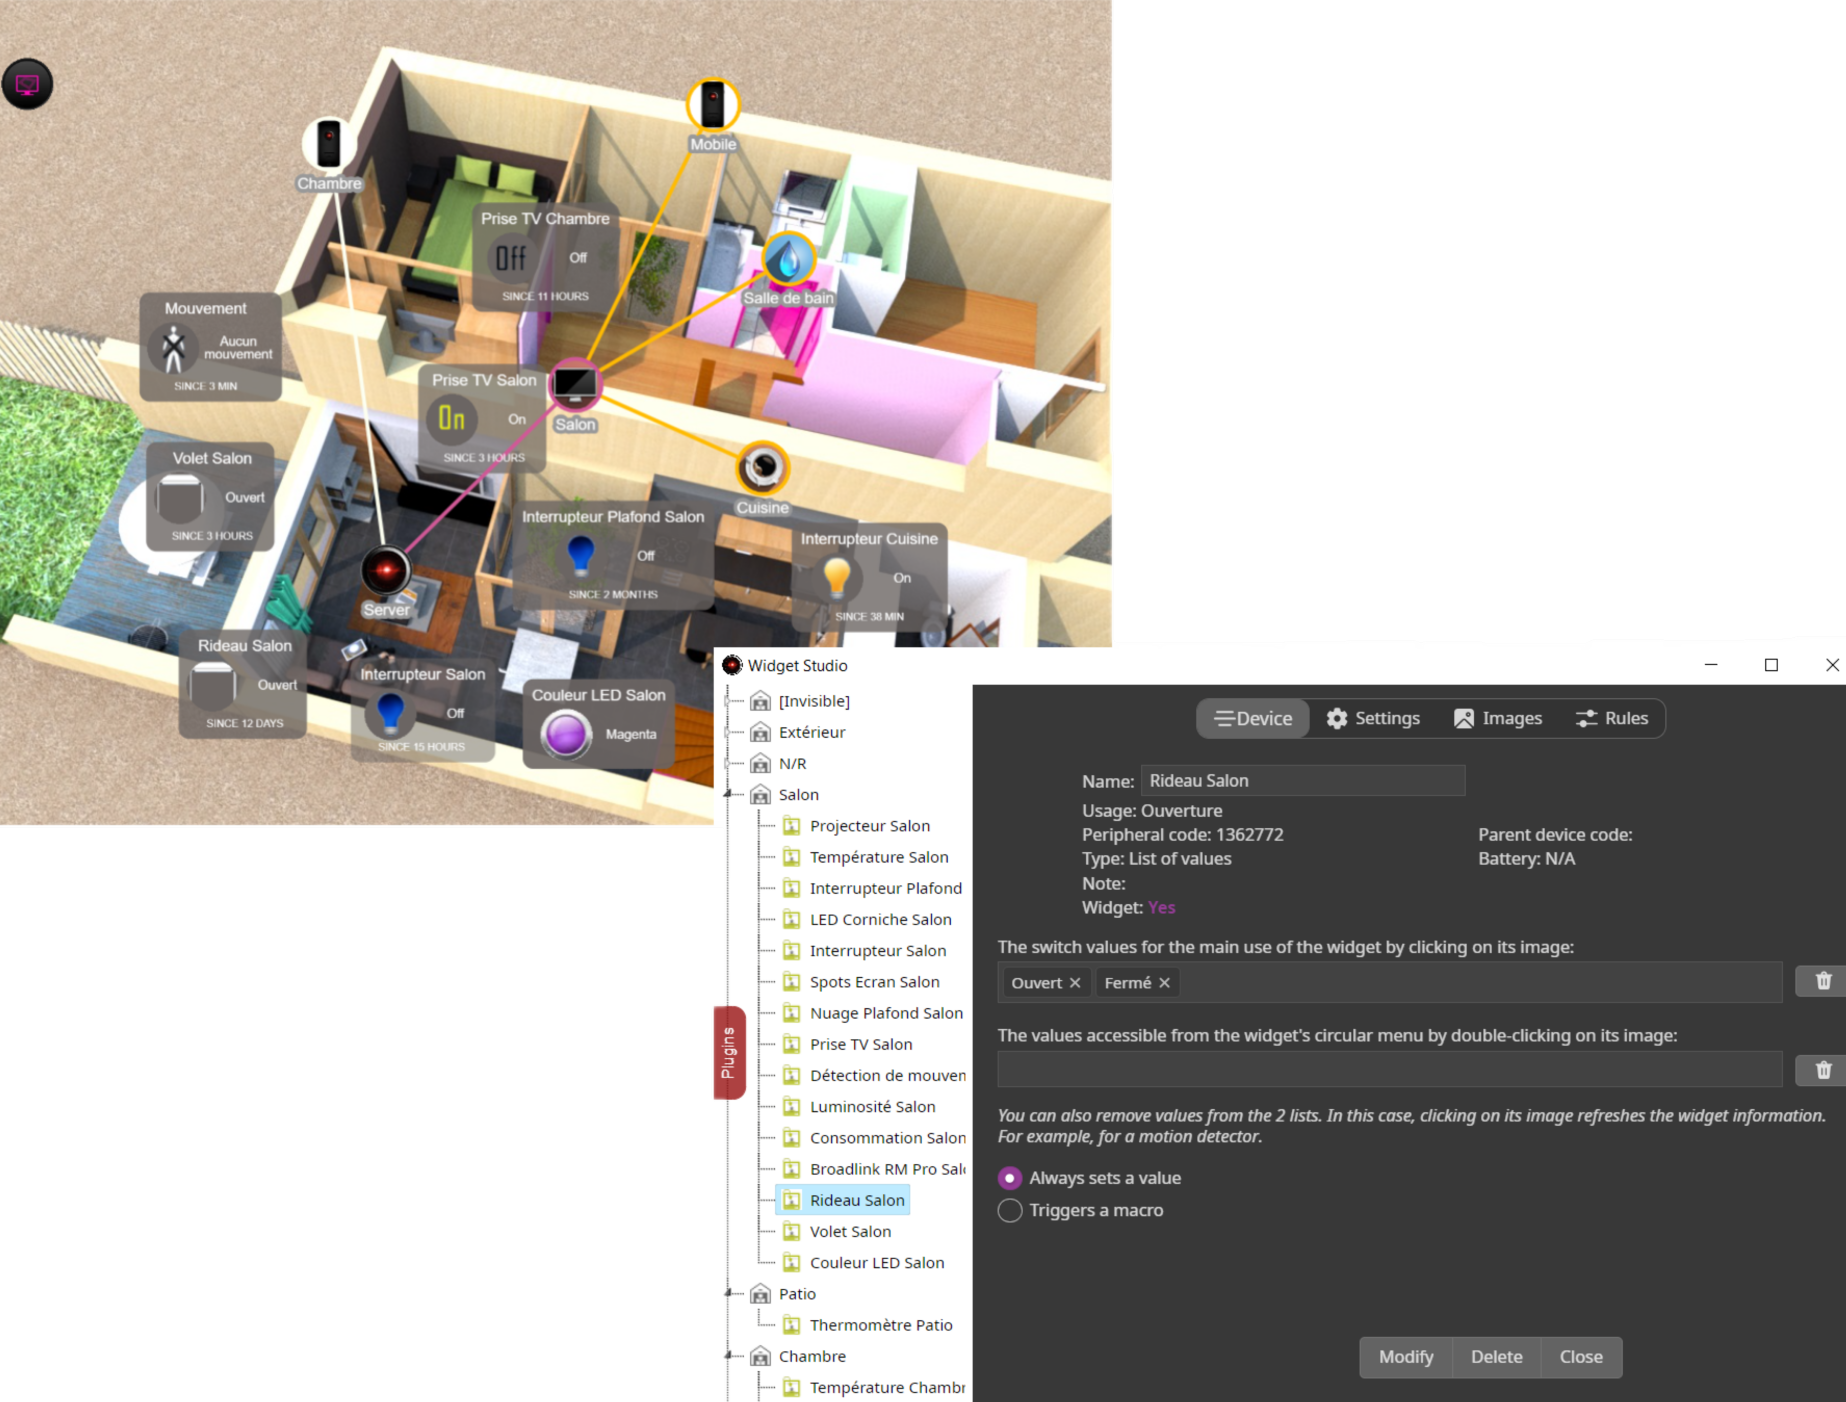 Mobile
Chambre
Prise TV Chambre
Off
Off
SINCE 11 HOURS
Salle de bain
Mouvement
Aucun
mouvement
SINCE 3 MIN
Prise TV Salon
On
On
SINCE 3 HOURS
Salon
Volet Salon
Ouvert
SINCE 3 HOURS
Cuisine
Interrupteur Plafond Salon
Off
SINCE 2 MONTHS
Interrupteur Cuisine
On
SINCE 38 MIN
Server
Rideau Salon
Ouvert
SINCE 12 DAYS
Interrupteur Salon
Off
SINCE 15 HOURS
Couleur LED Salon
Magenta
Widget Studio
[Invisible]
Extérieur
N/R
Salon
Projecteur Salon
Température Salon
Interrupteur Plafond
LED Corniche Salon
Interrupteur Salon
Spots Ecran Salon
Nuage Plafond Salon
Prise TV Salon
Détection de mouven
Luminosité Salon
Consommation Salon
Broadlink RM Pro Sal
Rideau Salon
Volet Salon
Couleur LED Salon
Patio
Thermomètre Patio
Chambre
Température Chambr
Plugins
Device Settings Images Rules
Name: Rideau Salon
Usage: Ouverture
Peripheral code: 1362772 Parent device code:
Type: List of values Battery: N/A
Note:
Widget: Yes
The switch values for the main use of the widget by clicking on its image:
Ouvert × Fermé ×
The values accessible from the widget's circular menu by double-clicking on its image:
You can also remove values from the 2 lists. In this case, clicking on its image refreshes the widget information.
For example, for a motion detector.
Always sets a value
Triggers a macro
Modify Delete Close